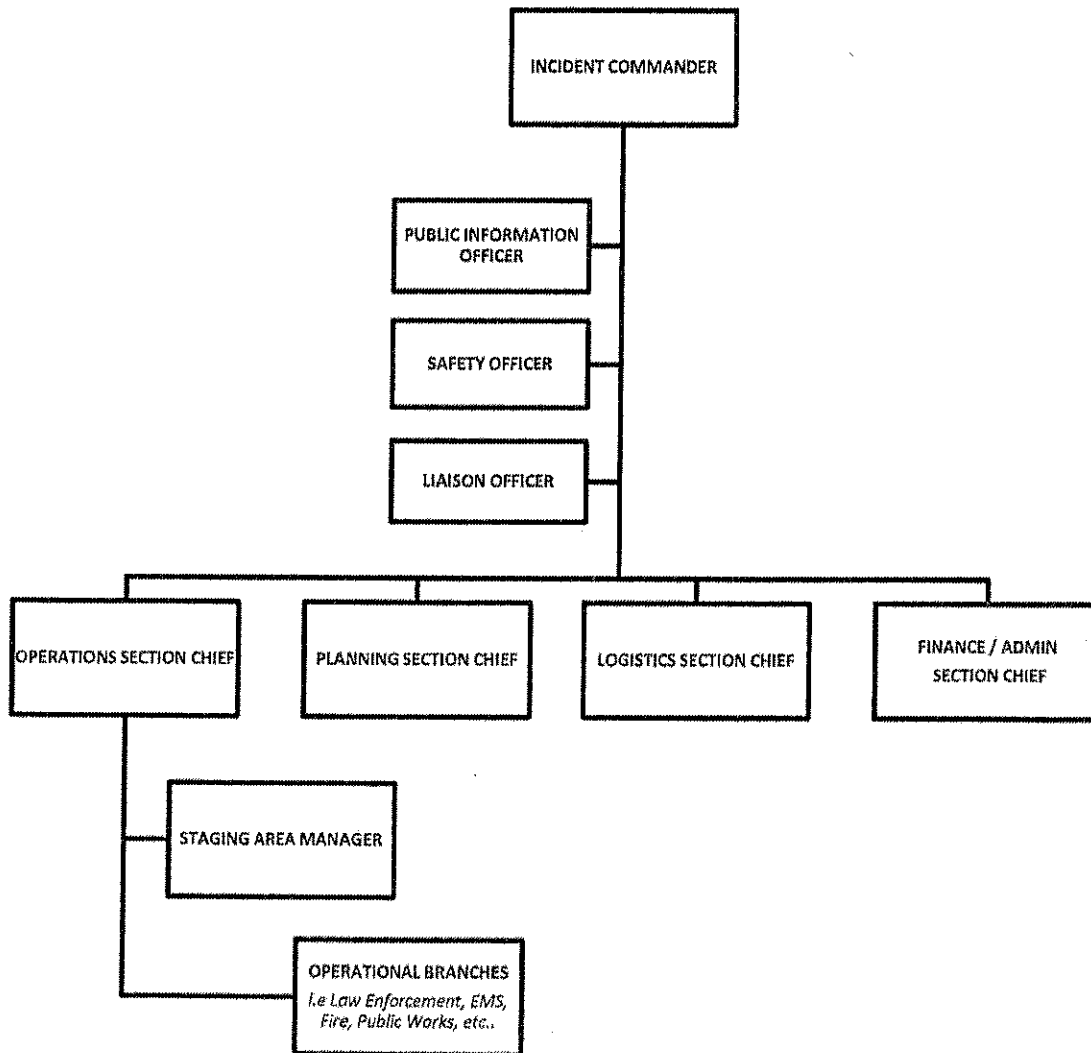 INCIDENT COMMANDER
PUBLIC INFORMATION
OFFICER
SAFETY OFFICER
LIAISON OFFICER
OPERATIONS SECTION CHIEF
PLANNING SECTION CHIEF
LOGISTICS SECTION CHIEF
FINANCE / ADMIN
SECTION CHIEF
STAGING AREA MANAGER
OPERATIONAL BRANCHES
i.e Law Enforcement, EMS,
Fire, Public Works, etc..